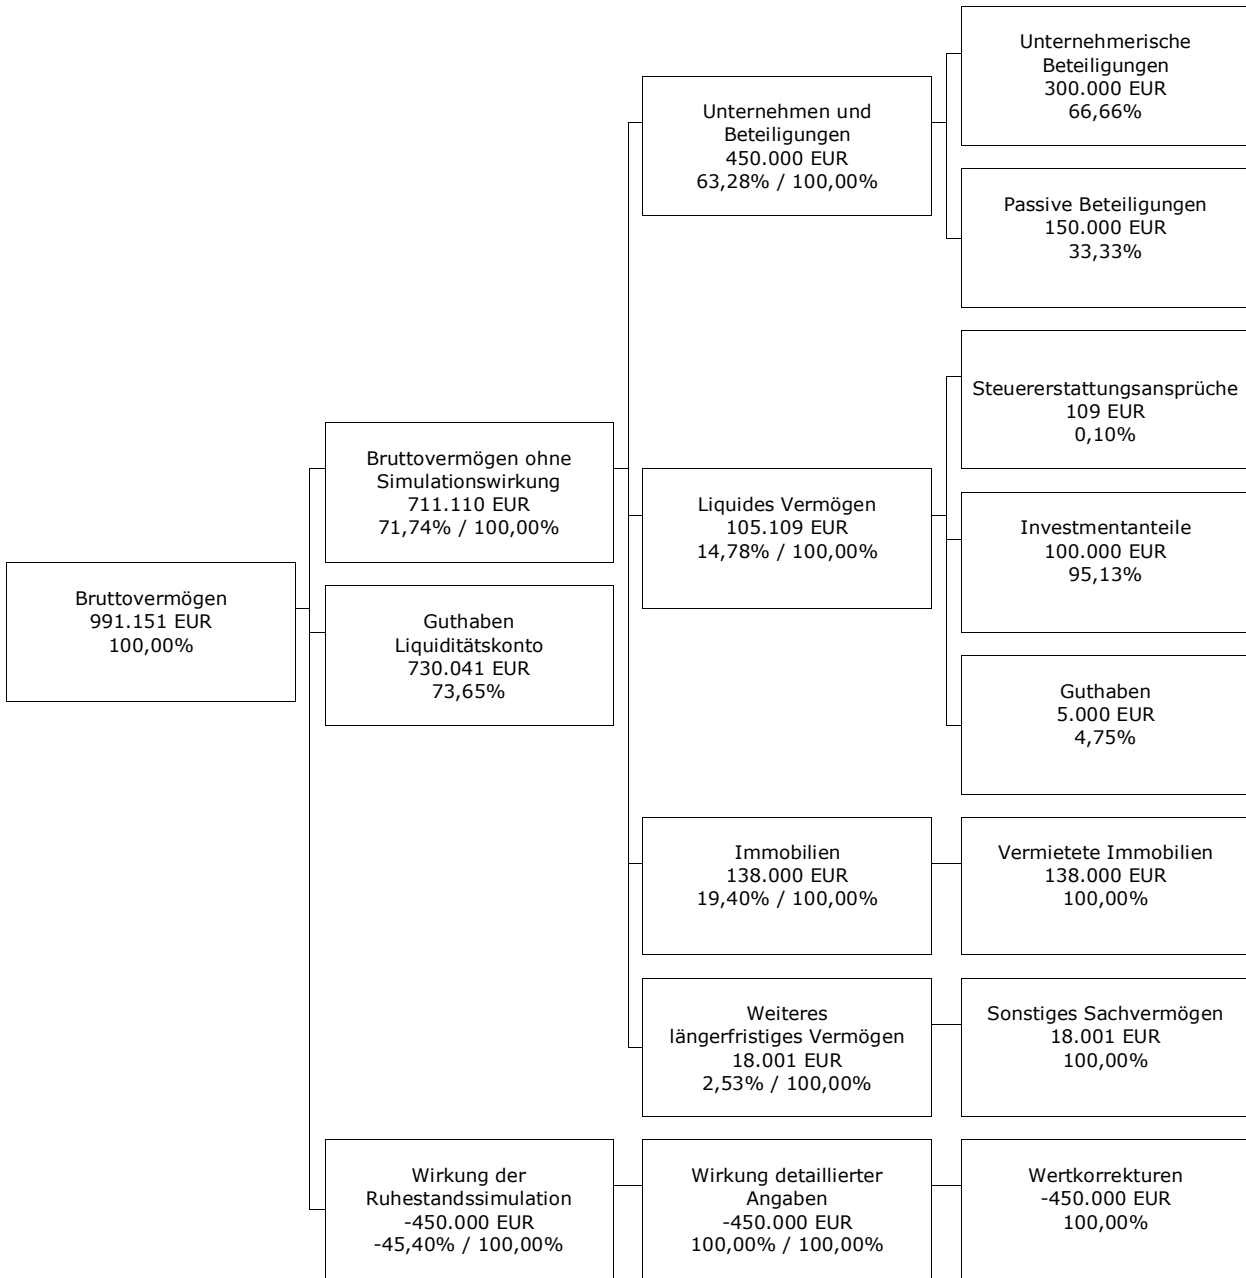 Bruttovermögen
991.151 EUR
100,00%
Bruttovermögen ohne
Simulationswirkung
711.110 EUR
71,74% / 100,00%
Guthaben
Liquiditätskonto
730.041 EUR
73,65%
Wirkung der
Ruhestandssimulation
-450.000 EUR
-45,40% / 100,00%
Unternehmen und
Beteiligungen
450.000 EUR
63,28% / 100,00%
Liquides Vermögen
105.109 EUR
14,78% / 100,00%
Immobilien
138.000 EUR
19,40% / 100,00%
Weiteres
längerfristiges Vermögen
18.001 EUR
2,53% / 100,00%
Wirkung detaillierter
Angaben
-450.000 EUR
100,00% / 100,00%
Unternehmerische
Beteiligungen
300.000 EUR
66,66%
Passive Beteiligungen
150.000 EUR
33,33%
Steuererstattungsansprüche
109 EUR
0,10%
Investmentanteile
100.000 EUR
95,13%
Guthaben
5.000 EUR
4,75%
Vermietete Immobilien
138.000 EUR
100,00%
Sonstiges Sachvermögen
18.001 EUR
100,00%
Wertkorrekturen
-450.000 EUR
100,00%